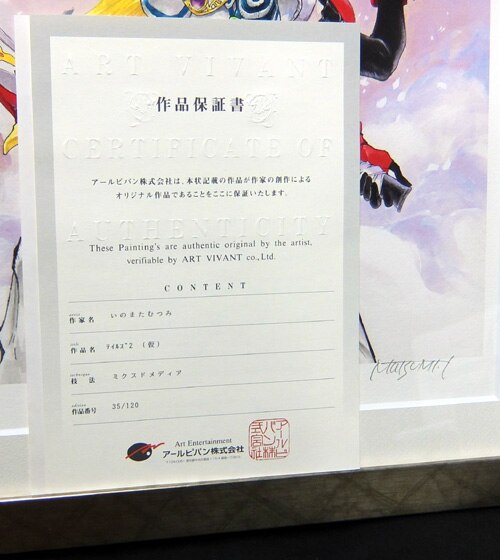 ART VIVANT
作品保証書
CERTIFICATE OF
アールビバン株式会社は、本状記載の作品が作家の創作による
オリジナル作品であることをここに保証いたします。
AUTHENTICITY
These Painting's are authentic original by the artist,
verifiable by ART VIVANT co., Ltd.
CONTENT
artist
作家名 いのまたむつみ
title
作品名 テイルズ2 (仮)
technique
技法 ミクスドメディア
edition
作品番号 35/120
Art Entertainment
アールビバン株式会社